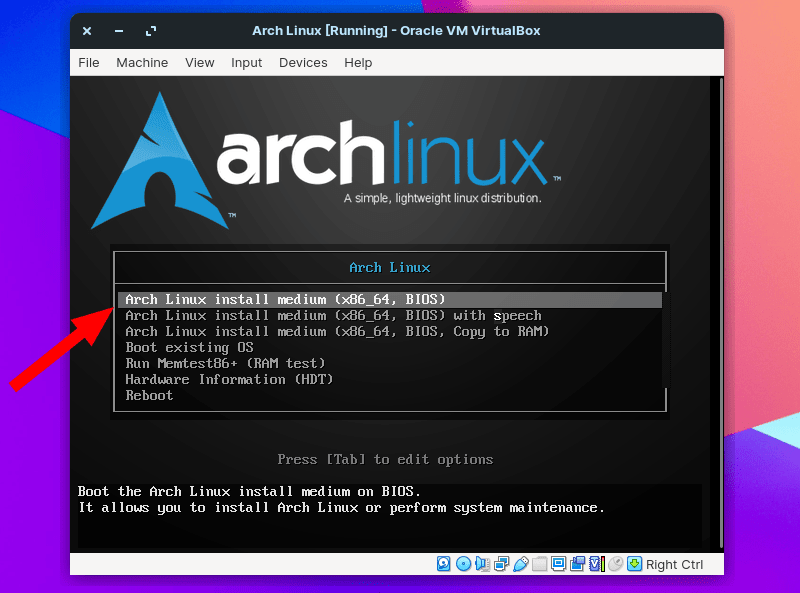 Arch Linux [Running] - Oracle VM VirtualBox
File Machine View Input Devices Help
archlinux™
A simple, lightweight linux distribution.
™
Arch Linux
Arch Linux install medium (x86_64, BIOS)
Arch Linux install medium (x86_64, BIOS) with speech
Arch Linux install medium (x86_64, BIOS, Copy to RAM)
Boot existing OS
Run Memtest86+ (RAM test)
Hardware Information (HDT)
Reboot
Press [Tab] to edit options
Boot the Arch Linux install medium on BIOS.
It allows you to install Arch Linux or perform system maintenance.
Right Ctrl